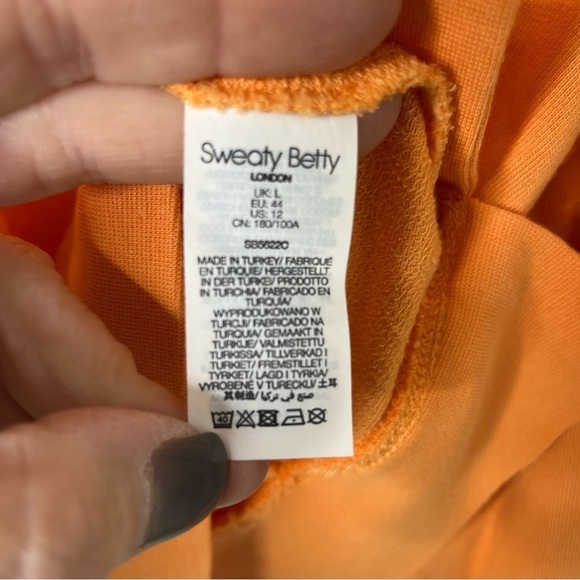 Sweaty Betty
LONDON
UK: L
EU: 44
US: 12
CN: 180/100A
SB5622C
MADE IN TURKEY/ FABRIQUÉ
EN TURQUIE/ HERGESTELLT
IN DER TÜRKEI/ PRODOTTO
IN TURCHIA/ FABRICADO EN
TURQUÍA/
WYPRODUKOWANO W
TURCJI/ FABRICADO NA
TURQUIA/ GEMAAKT IN
TURKIJE/ VALMISTETTU
TURKISSA/ TILLVERKAD I
TURKIET/ FREMSTILLET I
TYRKIET/ LAGD I TYRKIA/
VYROBENÉ V TURECKU/ 土耳
其制造/ صنع في تركيا
40